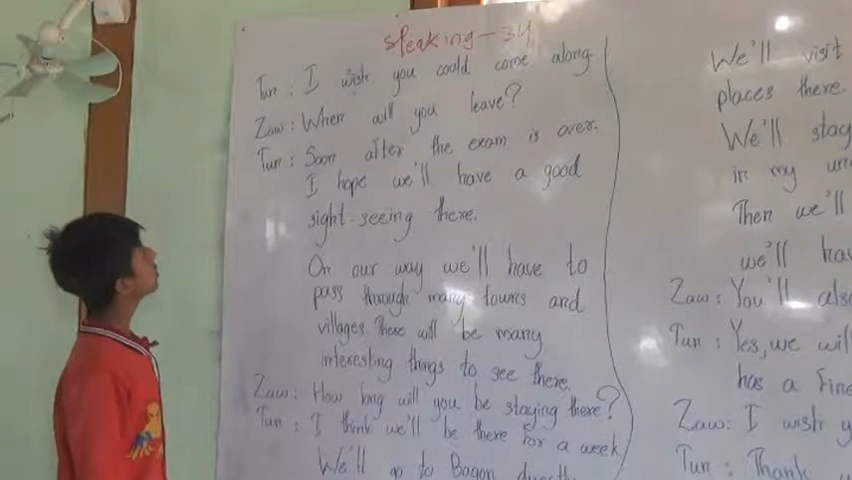 Speaking - 34
Tun : I wish you could come along.
Zaw : When will you leave?
Tun : Soon after the exam is over.
I hope we'll have a good
sight-seeing there.
On our way we'll have to
pass through many towns and
villages. There will be many
interesting things to see there.
Zaw : How long will you be staying there?
Tun : I think we'll be there for a week.
We'll go to Bagan directly
We'll visit
places there.
We'll stay
in my
Then we'll
we'll
Zaw : You'll also
Tun : Yes, we will
has a fine
Zaw : I wish
Tun : Thank